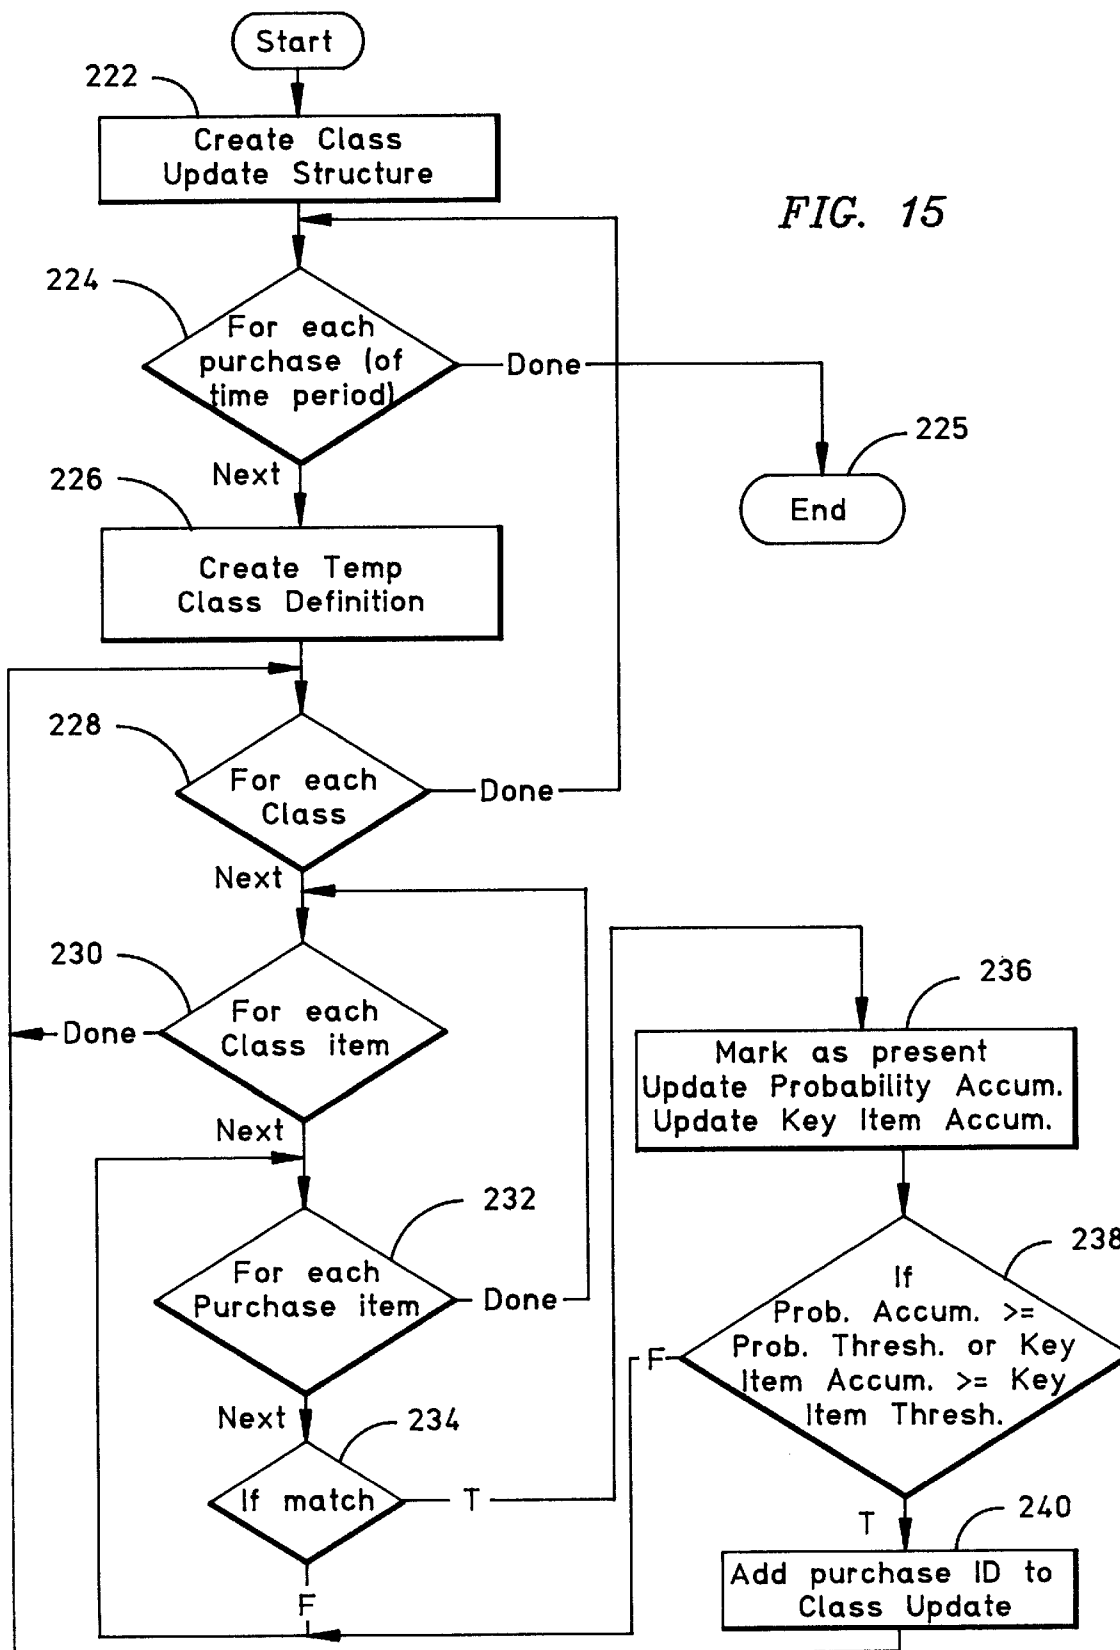 Start
222
Create Class
Update Structure
FIG. 15
224
For each
purchase (of
time period)
Done
225
End
Next
226
Create Temp
Class Definition
228
For each
Class
Done
Next
230
For each
Class item
Done
Next
232
For each
Purchase item
Done
Next
234
If match
T
F
236
Mark as present
Update Probability Accum.
Update Key Item Accum.
238
If
Prob. Accum. >=
Prob. Thresh. or Key
Item Accum. >= Key
Item Thresh.
F
T
240
Add purchase ID to
Class Update